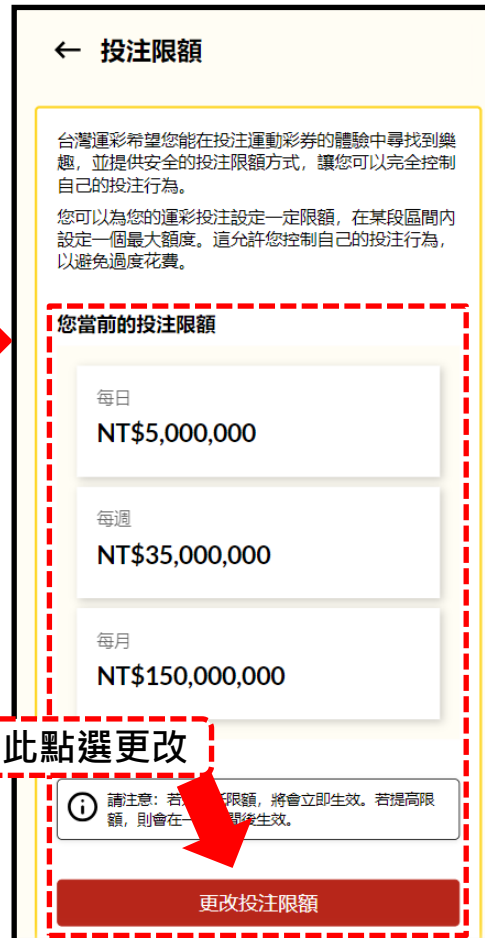 ← 投注限額
台灣運彩希望您能在投注運動彩券的體驗中尋找到樂
趣，並提供安全的投注限額方式，讓您可以完全控制
自己的投注行為。
您可以為您的運彩投注設定一定限額，在某段區間內
設定一個最大額度。這允許您控制自己的投注行為，
以避免過度花費。
您當前的投注限額
每日
NT$5,000,000
每週
NT$35,000,000
每月
NT$150,000,000
此點選更改
請注意：若 限額，將會立即生效。若提高限
額，則會在一 後生效。
更改投注限額